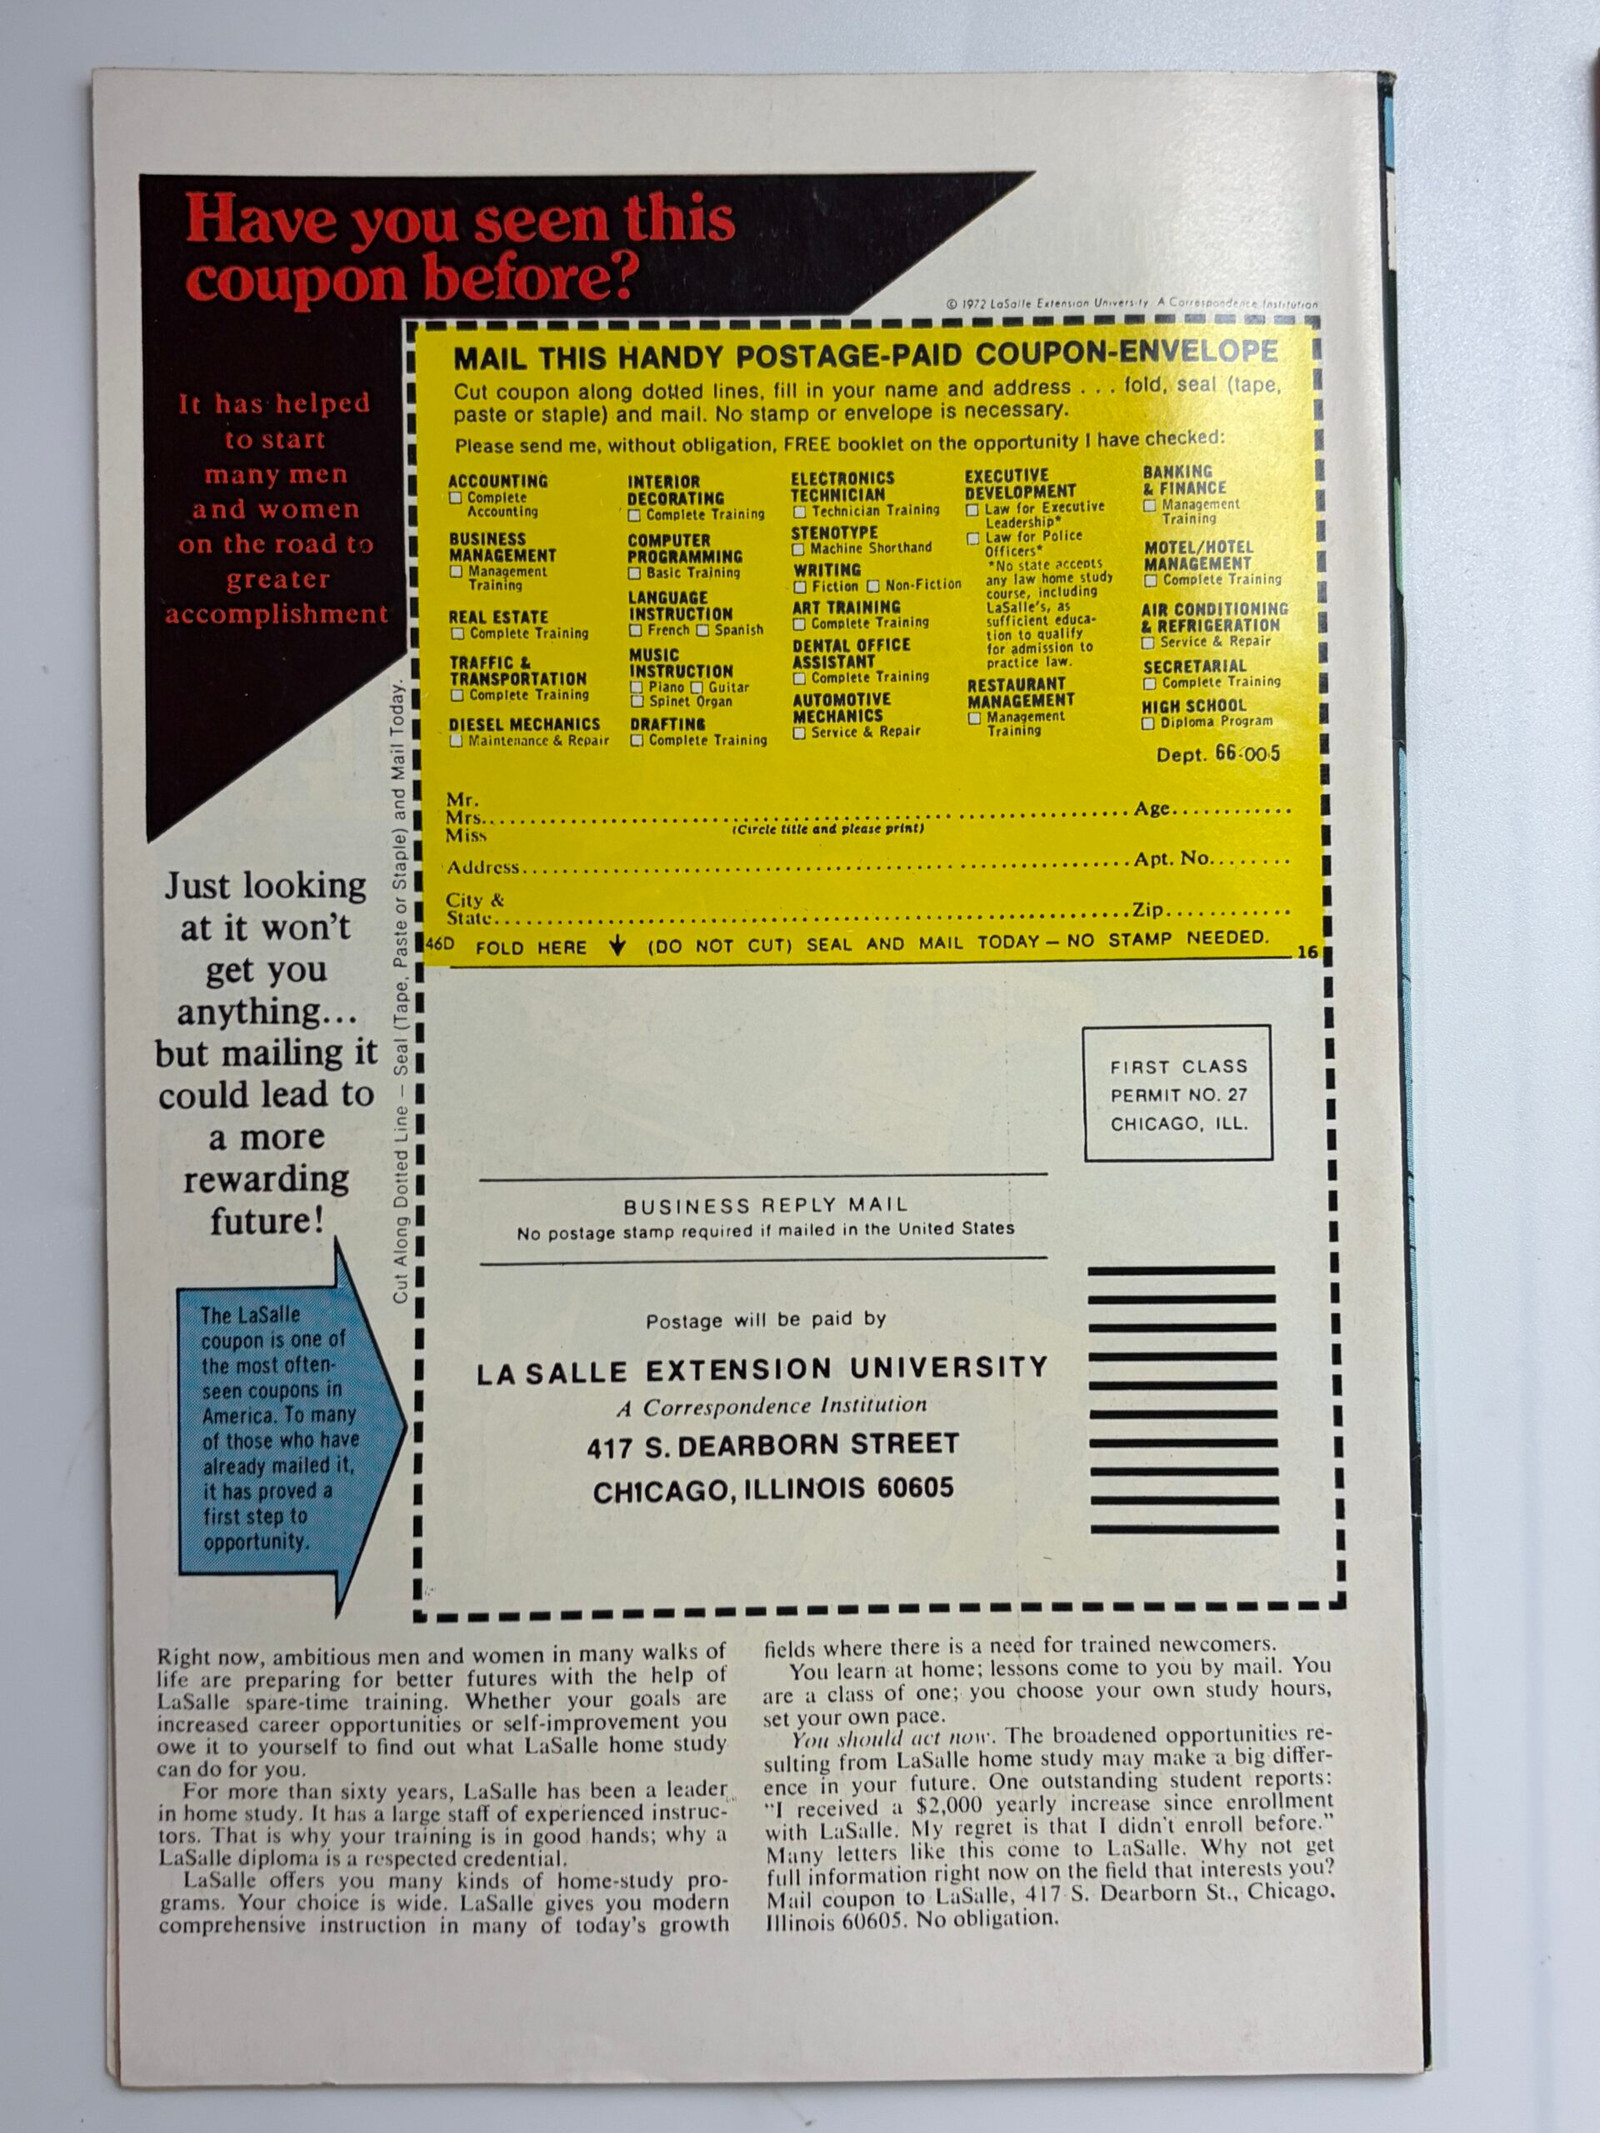 Have you seen this
coupon before?
© 1972 LaSalle Extension University A Correspondence Institution
It has helped
to start
many men
and women
on the road to
greater
accomplishment
MAIL THIS HANDY POSTAGE-PAID COUPON-ENVELOPE
Cut coupon along dotted lines, fill in your name and address . . . fold, seal (tape,
paste or staple) and mail. No stamp or envelope is necessary.
Please send me, without obligation, FREE booklet on the opportunity I have checked:
ACCOUNTING
Complete
Accounting
BUSINESS
MANAGEMENT
Management
Training
REAL ESTATE
Complete Training
TRAFFIC &
TRANSPORTATION
Complete Training
DIESEL MECHANICS
Maintenance & Repair
INTERIOR
DECORATING
Complete Training
COMPUTER
PROGRAMMING
Basic Training
LANGUAGE
INSTRUCTION
French Spanish
MUSIC
INSTRUCTION
Piano Guitar
Spinet Organ
DRAFTING
Complete Training
ELECTRONICS
TECHNICIAN
Technician Training
STENOTYPE
Machine Shorthand
WRITING
Fiction Non-Fiction
ART TRAINING
Complete Training
DENTAL OFFICE
ASSISTANT
Complete Training
AUTOMOTIVE
MECHANICS
Service & Repair
EXECUTIVE
DEVELOPMENT
Law for Executive
Leadership*
Law for Police
Officers*
*No state accepts
any law home study
course, including
LaSalle's, as
sufficient educa-
tion to qualify
for admission to
practice law.
RESTAURANT
MANAGEMENT
Management
Training
BANKING
& FINANCE
Management
Training
MOTEL/HOTEL
MANAGEMENT
Complete Training
AIR CONDITIONING
& REFRIGERATION
Service & Repair
SECRETARIAL
Complete Training
HIGH SCHOOL
Diploma Program
Dept. 66-005
Mr.
Mrs. Age
Miss (Circle title and please print)
Address Apt. No.
City &
State Zip
46D FOLD HERE (DO NOT CUT) SEAL AND MAIL TODAY – NO STAMP NEEDED. 16
Cut Along Dotted Line – Seal (Tape, Paste or Staple) and Mail Today.
Just looking
at it won't
get you
anything...
but mailing it
could lead to
a more
rewarding
future!
The LaSalle
coupon is one of
the most often-
seen coupons in
America. To many
of those who have
already mailed it,
it has proved a
first step to
opportunity.
FIRST CLASS
PERMIT NO. 27
CHICAGO, ILL.
BUSINESS REPLY MAIL
No postage stamp required if mailed in the United States
Postage will be paid by
LA SALLE EXTENSION UNIVERSITY
A Correspondence Institution
417 S. DEARBORN STREET
CHICAGO, ILLINOIS 60605
Right now, ambitious men and women in many walks of
life are preparing for better futures with the help of
LaSalle spare-time training. Whether your goals are
increased career opportunities or self-improvement you
owe it to yourself to find out what LaSalle home study
can do for you.
For more than sixty years, LaSalle has been a leader
in home study. It has a large staff of experienced instruc-
tors. That is why your training is in good hands; why a
LaSalle diploma is a respected credential.
LaSalle offers you many kinds of home-study pro-
grams. Your choice is wide. LaSalle gives you modern
comprehensive instruction in many of today's growth
fields where there is a need for trained newcomers.
You learn at home; lessons come to you by mail. You
are a class of one; you choose your own study hours,
set your own pace.
You should act now. The broadened opportunities re-
sulting from LaSalle home study may make a big differ-
ence in your future. One outstanding student reports:
"I received a $2,000 yearly increase since enrollment
with LaSalle. My regret is that I didn't enroll before."
Many letters like this come to LaSalle. Why not get
full information right now on the field that interests you?
Mail coupon to LaSalle, 417 S. Dearborn St., Chicago,
Illinois 60605. No obligation.